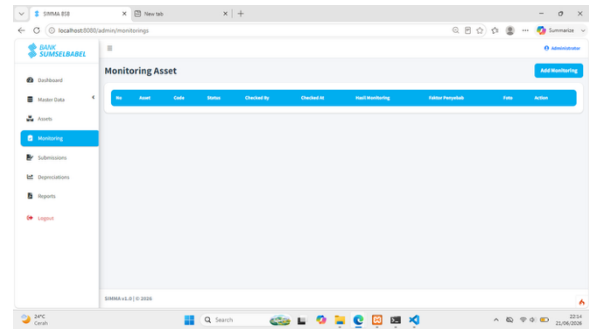 SIMMA BSB
New tab
localhost:8080/admin/monitorings
Summarize
BANK
SUMSELBABEL
Administrator
Monitoring Asset
Add Monitoring
Dashboard
Master Data
Assets
Monitoring
Submissions
Depreciations
Reports
Logout
No Asset Code Status Checked By Checked At Hasil Monitoring Faktor Penyebab Foto Action
SIMMA v1.0 | © 2026
24°C
Cerah
Search
22:14
21/06/2026